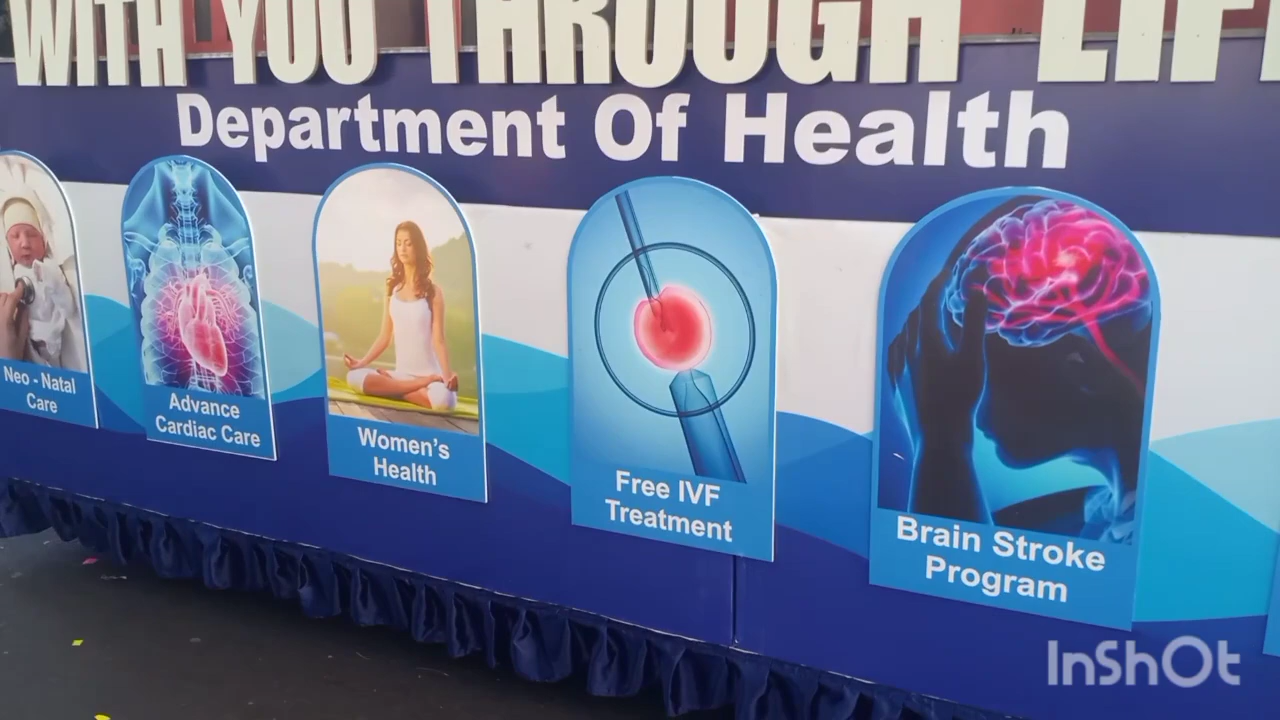 WITH YOU THROUGH LIF
Department Of Health
Neo - Natal
Care
Advance
Cardiac Care
Women's
Health
Free IVF
Treatment
Brain Stroke
Program
InShOt